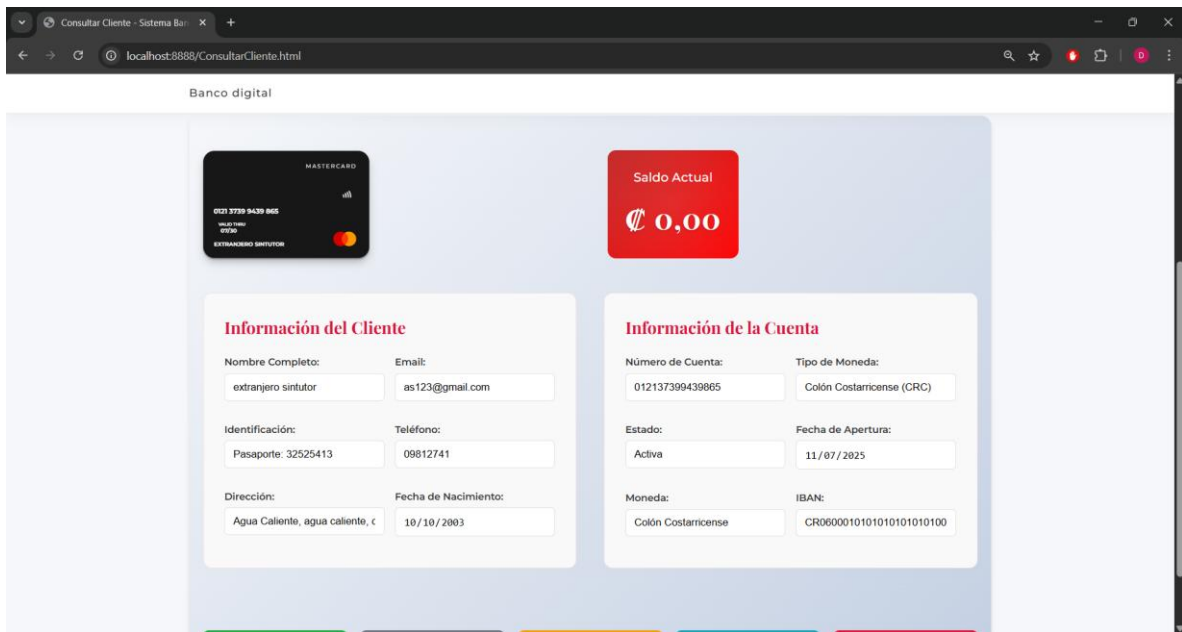 Consultar Cliente - Sistema Ban
localhost:8888/ConsultarCliente.html
D
Banco digital
MASTERCARD
0121 3739 9439 865
VALID THRU
07/30
EXTRANJERO SINTUTOR
Saldo Actual
₡ 0,00
Información del Cliente
Nombre Completo: Email:
extranjero sintutor as123@gmail.com
Identificación: Teléfono:
Pasaporte: 32525413 09812741
Dirección: Fecha de Nacimiento:
Agua Caliente, agua caliente, c 10/10/2003
Información de la Cuenta
Número de Cuenta: Tipo de Moneda:
012137399439865 Colón Costarricense (CRC)
Estado: Fecha de Apertura:
Activa 11/07/2025
Moneda: IBAN:
Colón Costarricense CR0600010101010101010100